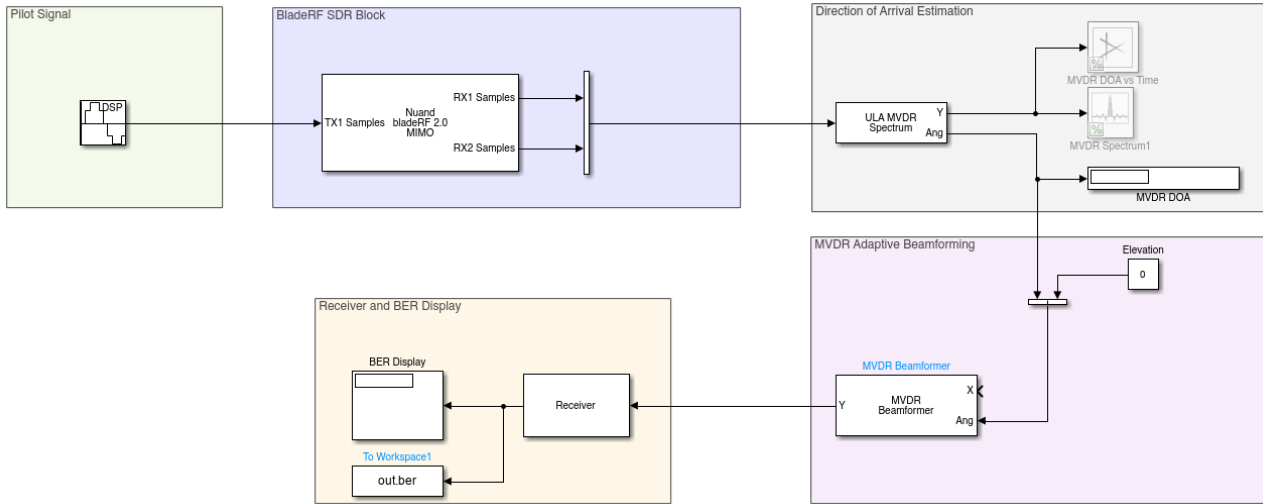 Pilot Signal
DSP
BladeRF SDR Block
TX1 Samples
Nuand
bladeRF 2.0
MIMO
RX1 Samples
RX2 Samples
Direction of Arrival Estimation
ULA MVDR
Spectrum
Y
Ang
%
MVDR DOA vs Time
%
MVDR Spectrum1
MVDR DOA
MVDR Adaptive Beamforming
Elevation
0
MVDR Beamformer
Y
MVDR
Beamformer
X
Ang
Receiver and BER Display
BER Display
Receiver
To Workspace1
out.ber